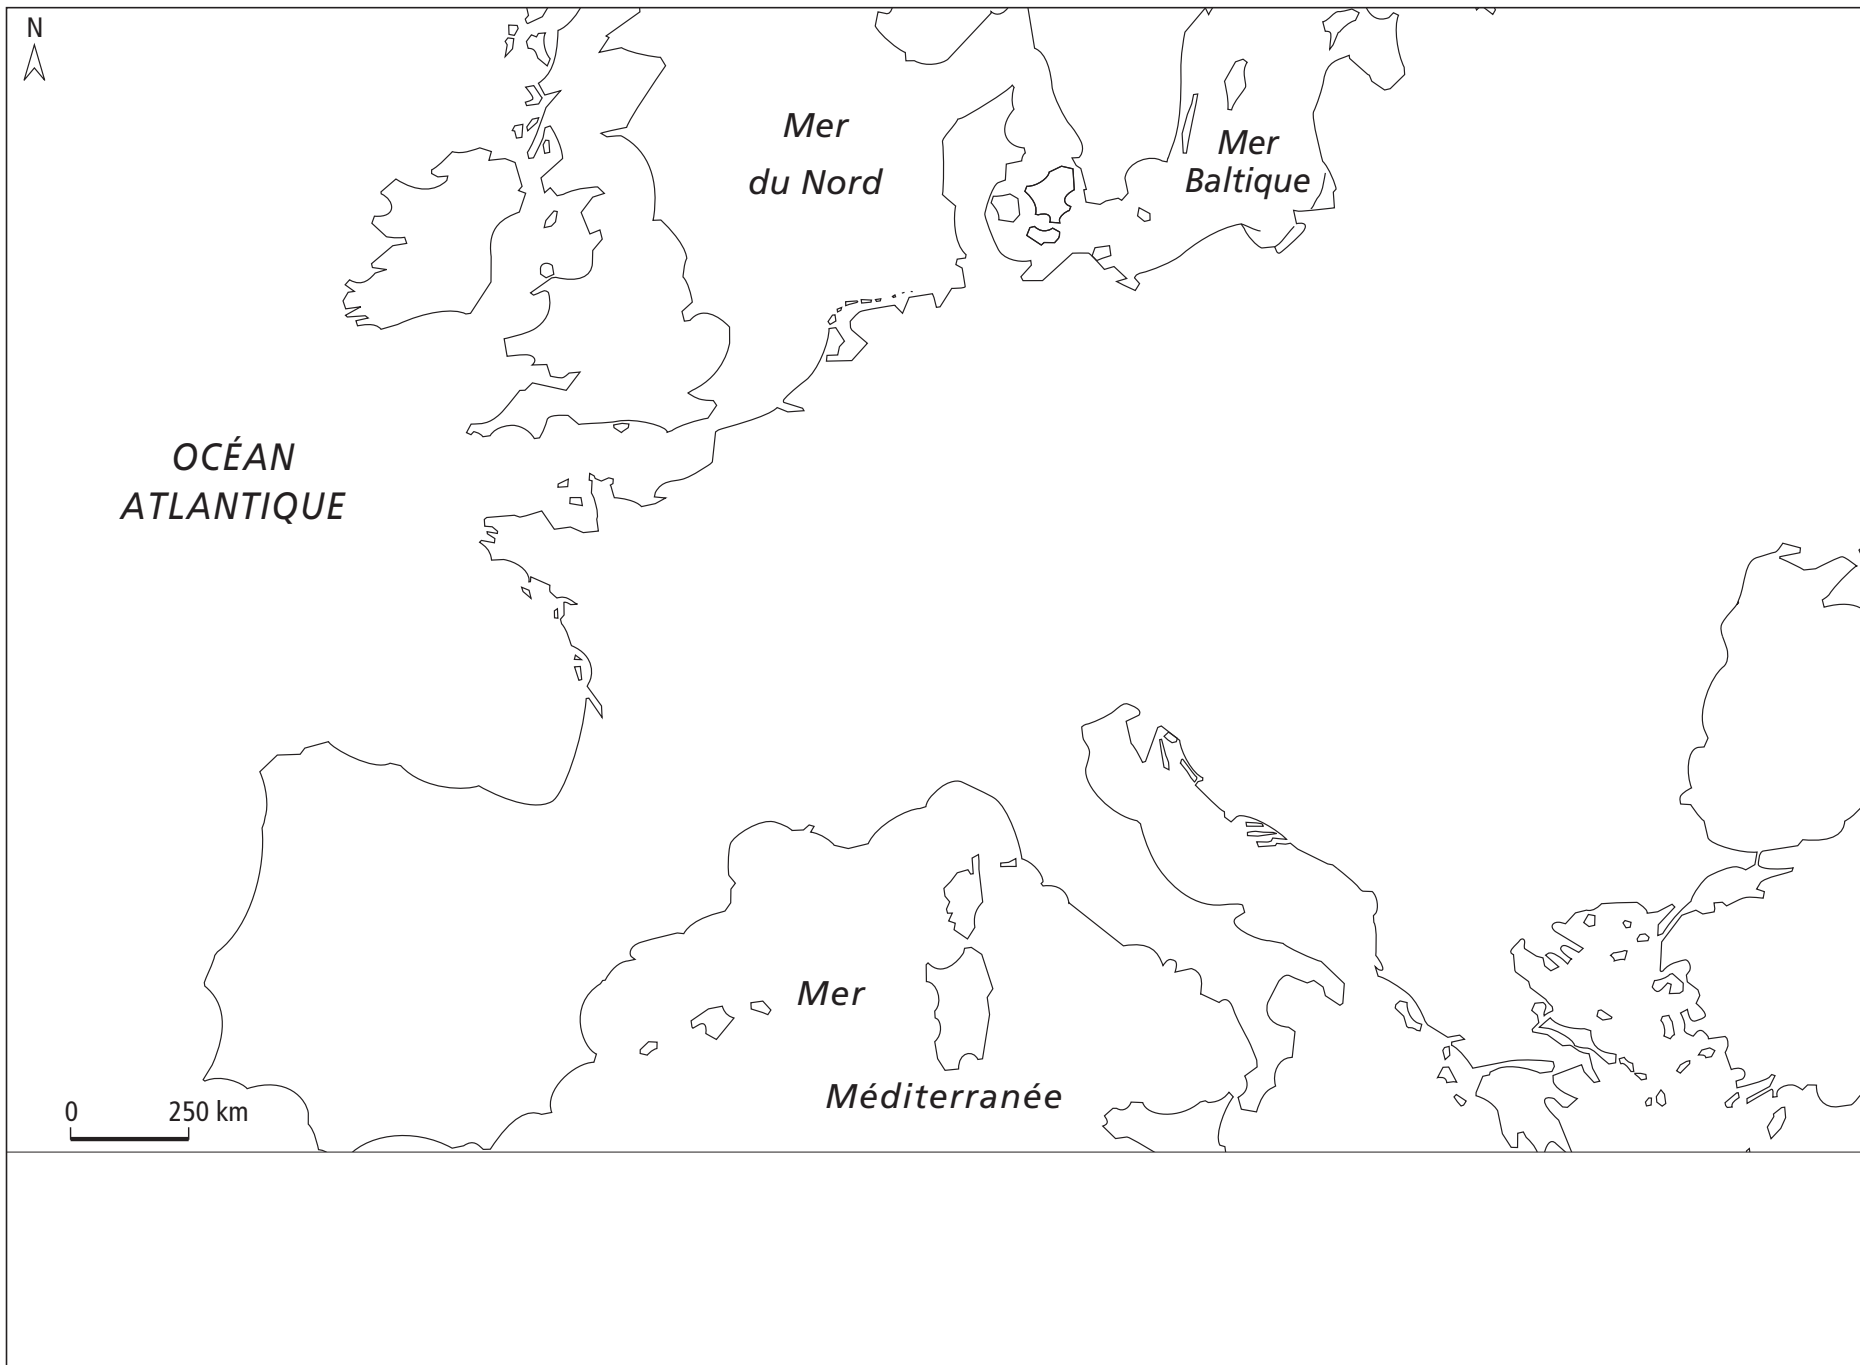 N
Mer
du Nord
Mer
Baltique
OCÉAN
ATLANTIQUE
Mer
Méditerranée
0 250 km